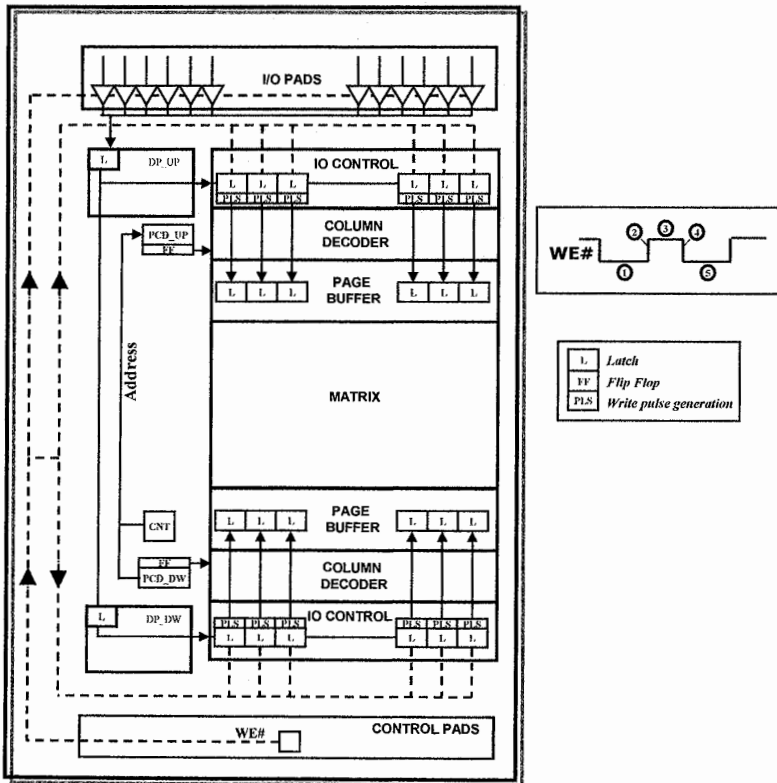 I/O PADS
L
DP_UP
IO CONTROL
L L L L L L
PLS PLS PLS PLS PLS PLS
PCD_UP
FF
COLUMN
DECODER
PAGE
BUFFER
L L L L L L
Address
MATRIX
CNT
PAGE
BUFFER
L L L L L L
FF
PCD_DW
COLUMN
DECODER
L
DP_DW
IO CONTROL
PLS PLS PLS PLS PLS PLS
L L L L L L
CONTROL PADS
WE#
WE#
1 2 3 4 5
L Latch
FF Flip Flop
PLS Write pulse generation